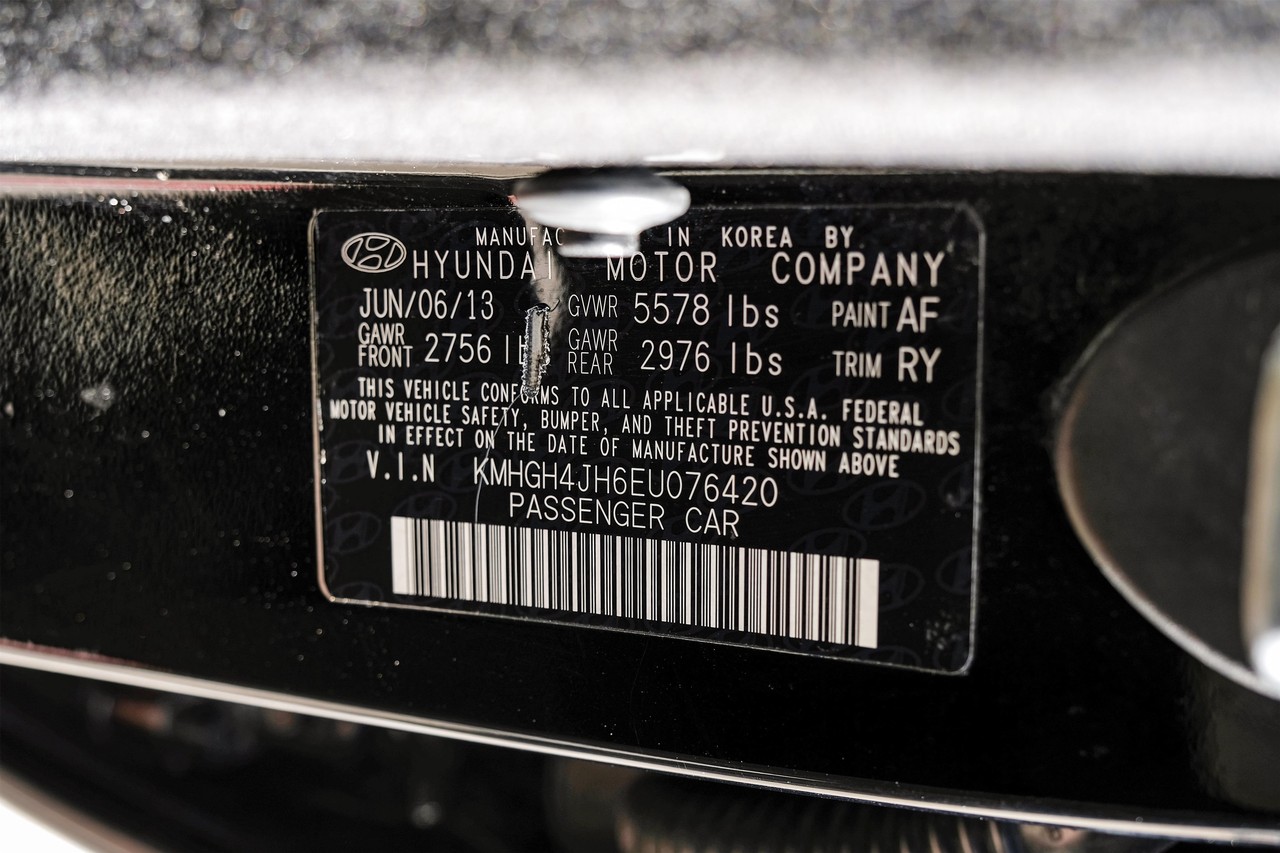 MANUFAC IN KOREA BY
HYUNDAI MOTOR COMPANY
JUN/06/13 GVWR 5578 lbs PAINT AF
GAWR FRONT 2756 lbs GAWR REAR 2976 lbs TRIM RY
THIS VEHICLE CONFORMS TO ALL APPLICABLE U.S.A. FEDERAL
MOTOR VEHICLE SAFETY, BUMPER, AND THEFT PREVENTION STANDARDS
IN EFFECT ON THE DATE OF MANUFACTURE SHOWN ABOVE
V.I.N KMHGH4JH6EU076420
PASSENGER CAR